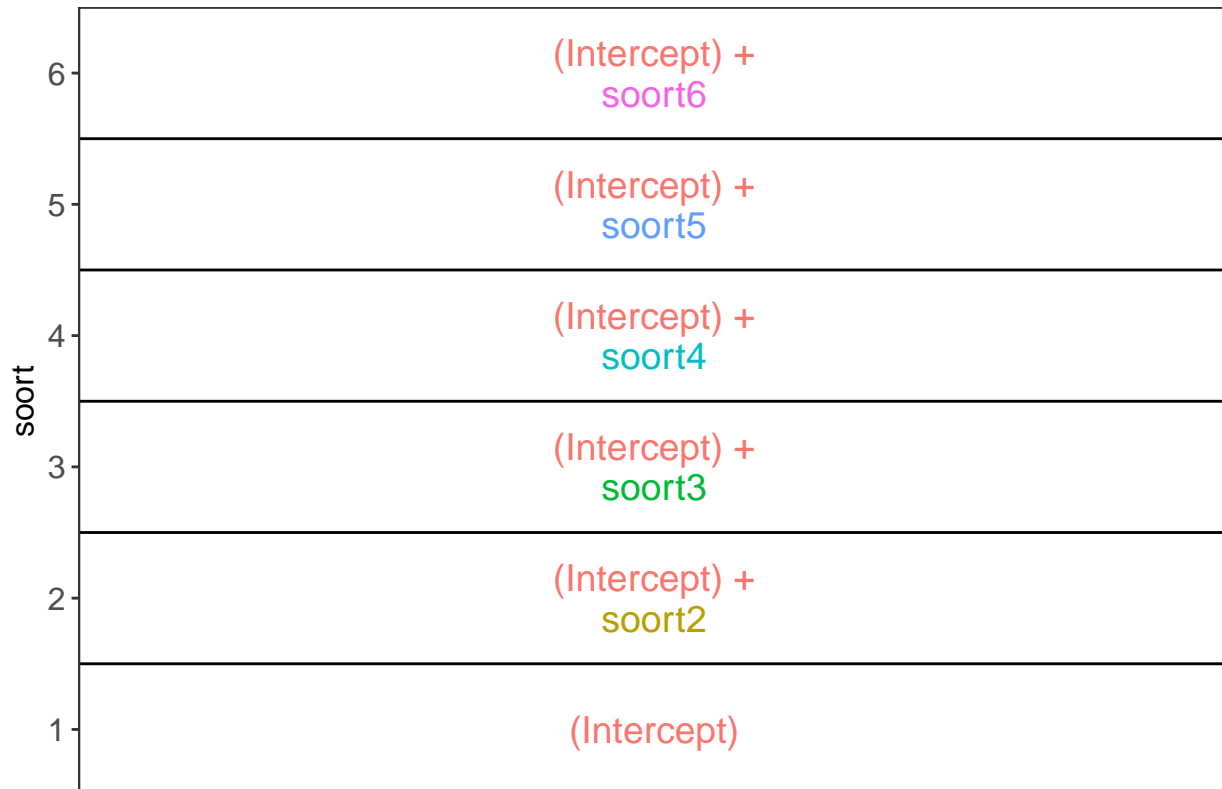 6
(Intercept) +
soort6
5
(Intercept) +
soort5
4
(Intercept) +
soort4
soort
3
(Intercept) +
soort3
2
(Intercept) +
soort2
1
(Intercept)